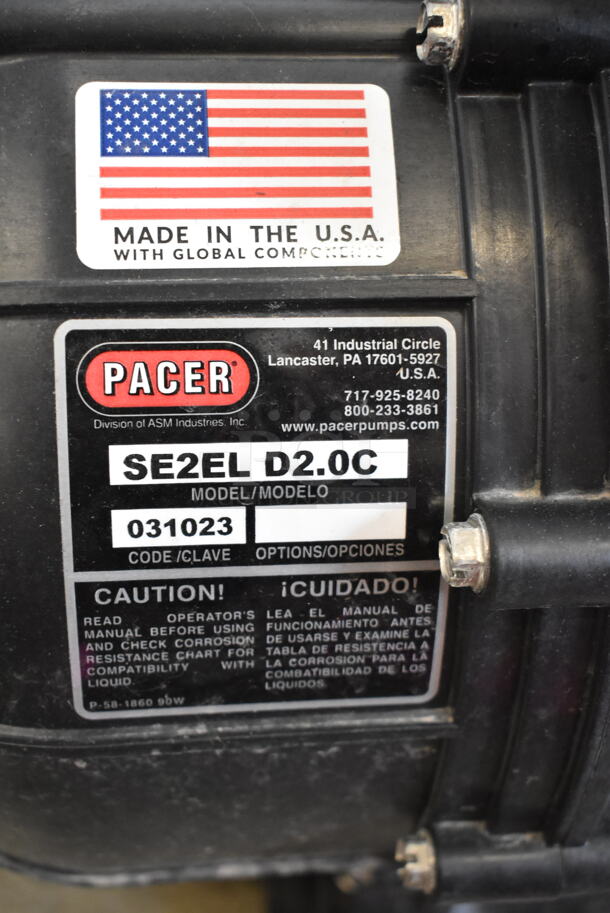 MADE IN THE U.S.A.
WITH GLOBAL COMPONENTS
PACER
Division of ASM Industries, Inc.
41 Industrial Circle
Lancaster, PA 17601-5927
U.S.A.
717-925-8240
800-233-3861
www.pacerpumps.com
SE2EL D2.0C
MODEL/MODELO
031023
CODE/CLAVE
OPTIONS/OPCIONES
CAUTION!
READ OPERATOR'S
MANUAL BEFORE USING
AND CHECK CORROSION
RESISTANCE CHART FOR
COMPATIBILITY WITH
LIQUID.
¡CUIDADO!
LEA EL MANUAL DE
FUNCIONAMIENTO ANTES
DE USARSE Y EXAMINE LA
TABLA DE RESISTENCIA A
LA CORROSION PARA LA
COMBATIBILIDAD DE LOS
LIQUIDOS.
P-58-1860 90W